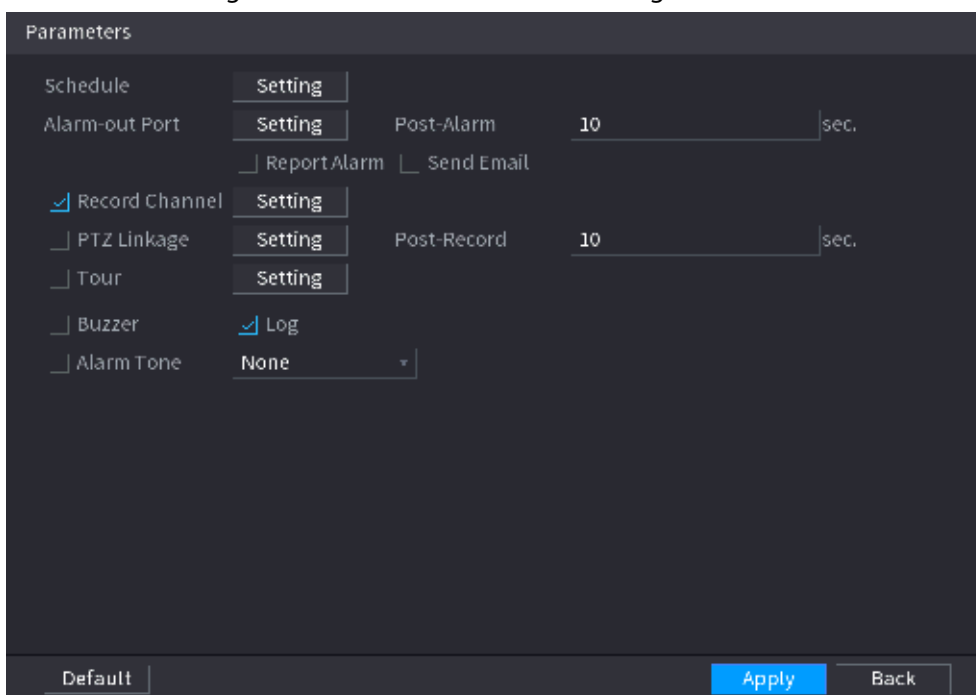 Parameters
Schedule Setting
Alarm-out Port Setting Post-Alarm 10 sec.
Report Alarm Send Email
Record Channel Setting
PTZ Linkage Setting Post-Record 10 sec.
Tour Setting
Buzzer Log
Alarm Tone None
Default Apply Back